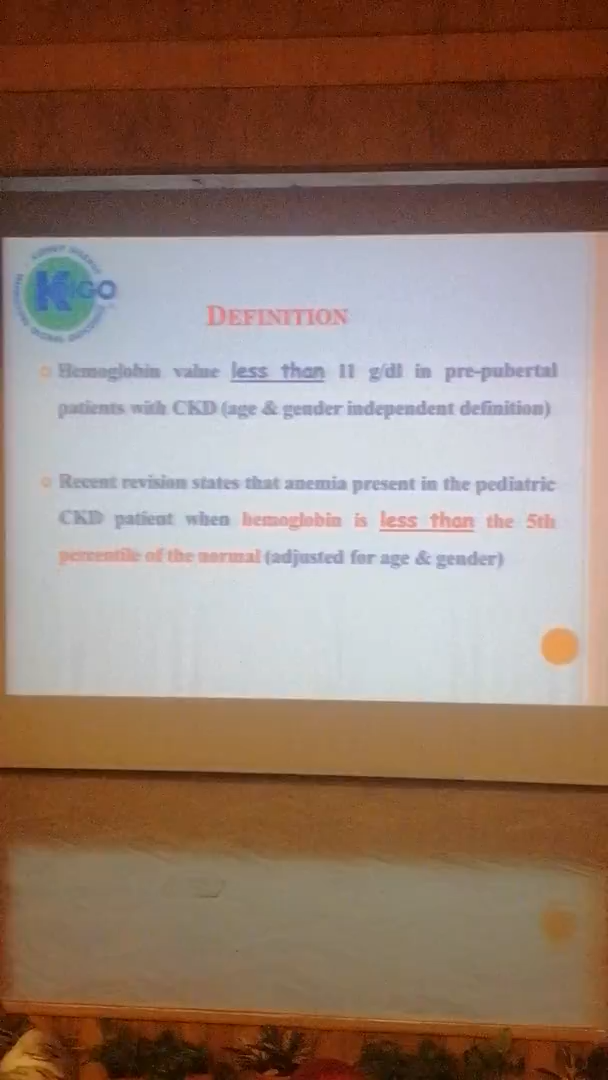 KDIGO
DEFINITION
Hemoglobin value less than 11 g/dl in pre-pubertal
patients with CKD (age & gender independent definition)
Recent revision states that anemia present in the pediatric
CKD patient when hemoglobin is less than the 5th
percentile of the normal (adjusted for age & gender)